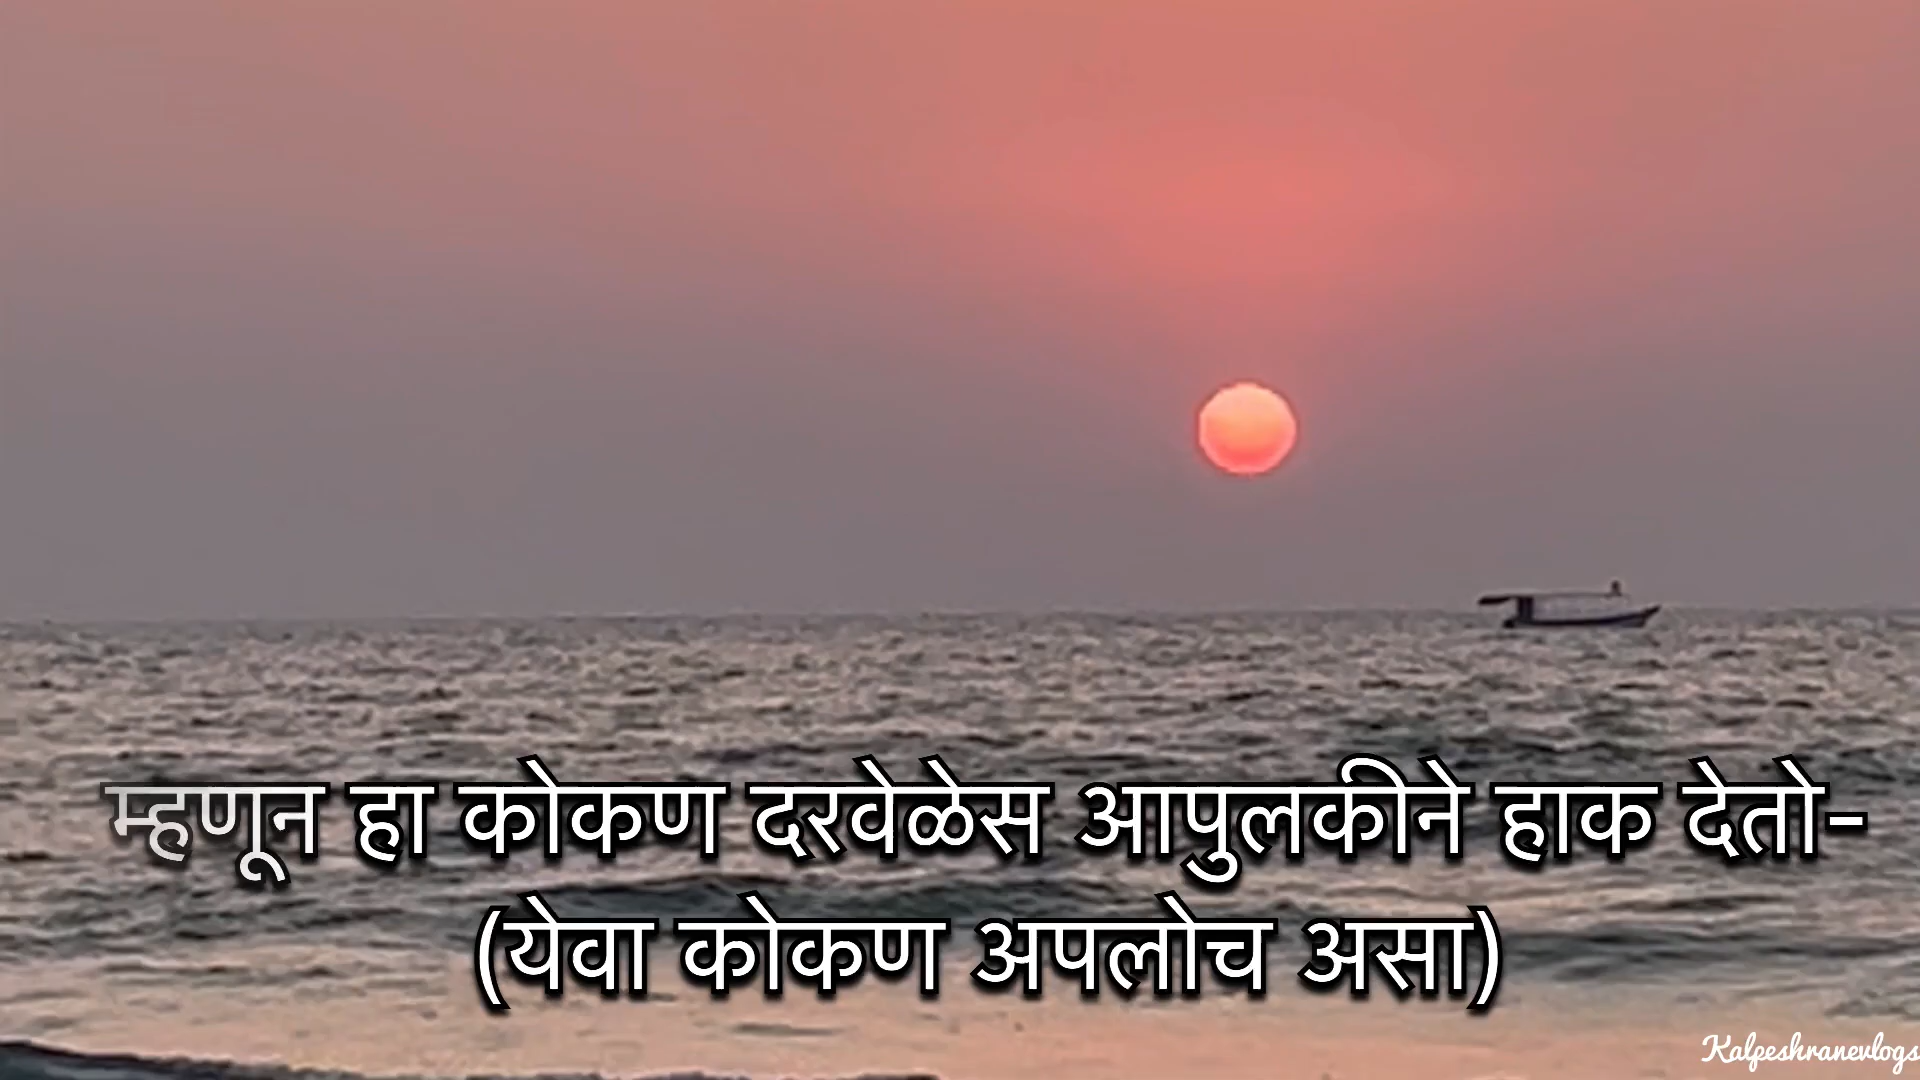 म्हणून हा कोकण दरवेळेस आपुलकीने हाक देतो-
(येवा कोकण अपलोच असा)
Kalpeshranevlogs